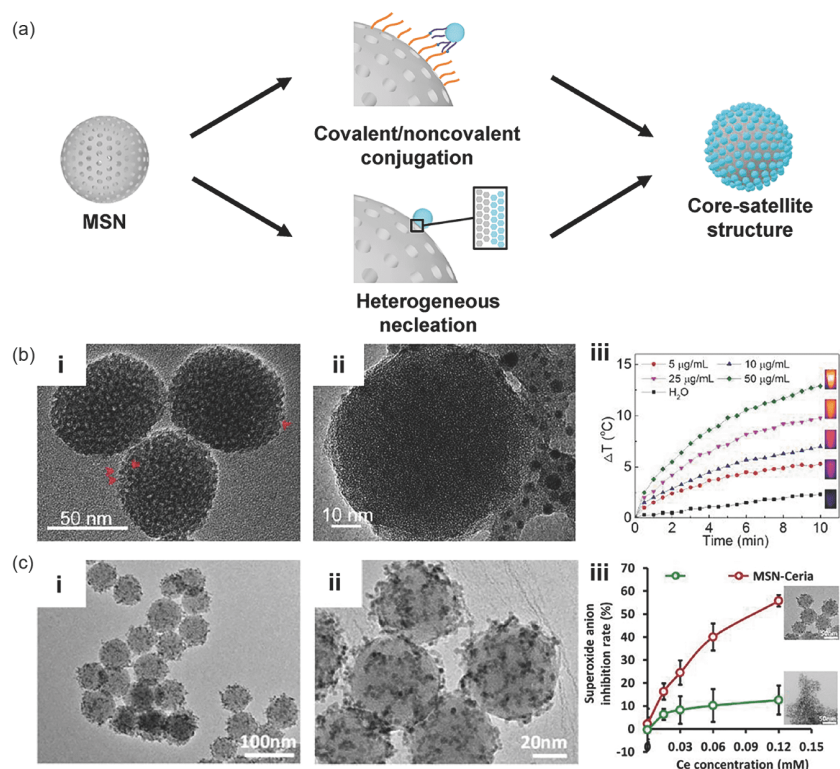 (a)
MSN
Covalent/noncovalent
conjugation
Heterogeneous
necleation
Core-satellite
structure
(b)
i
50 nm
ii
10 nm
iii
5 µg/mL
10 µg/mL
25 µg/mL
50 µg/mL
H₂O
ΔT (°C)
15
10
5
0
0
2
4
6
8
10
Time (min)
(c)
i
100nm
ii
20nm
iii
MSN-Ceria
Superoxide anion
inhibition rate (%)
70
60
50
40
30
20
10
0
-10
0
0.03
0.06
0.09
0.12
0.15
Ce concentration (mM)
50nm
50nm